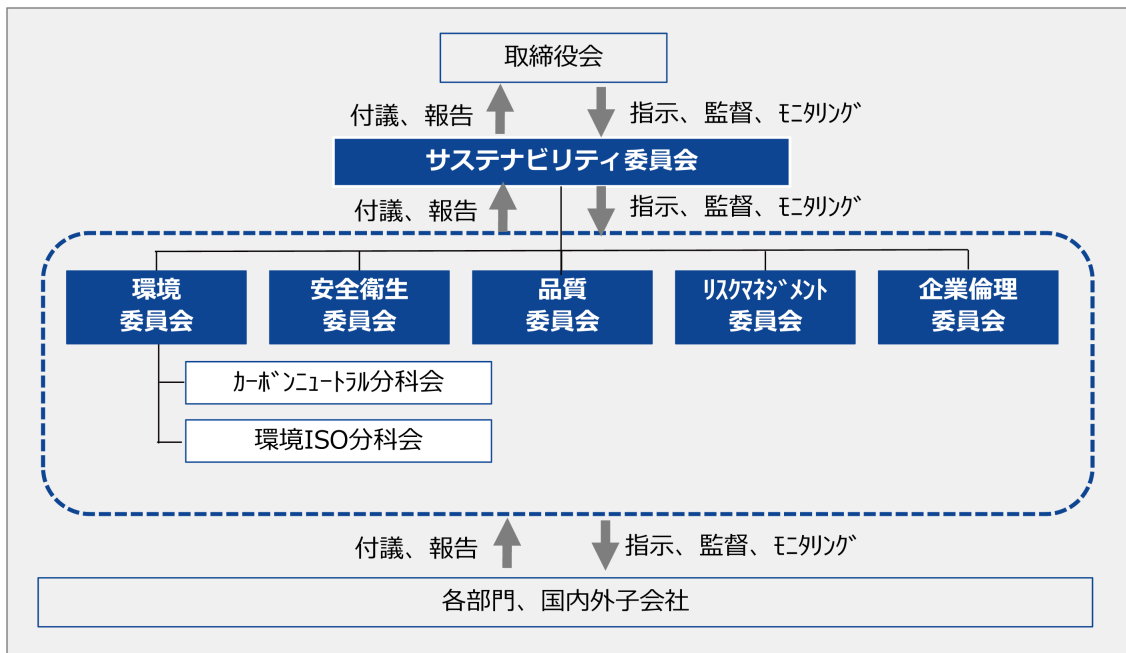 取締役会
付議、報告
指示、監督、ﾓﾆﾀﾘﾝｸﾞ
サステナビリティ委員会
付議、報告
指示、監督、ﾓﾆﾀﾘﾝｸﾞ
環境
委員会
安全衛生
委員会
品質
委員会
ﾘｽｸﾏﾈｼﾞﾒﾝﾄ
委員会
企業倫理
委員会
ｶｰﾎﾞﾝﾆｭｰﾄﾗﾙ分科会
環境ISO分科会
付議、報告
指示、監督、ﾓﾆﾀﾘﾝｸﾞ
各部門、国内外子会社